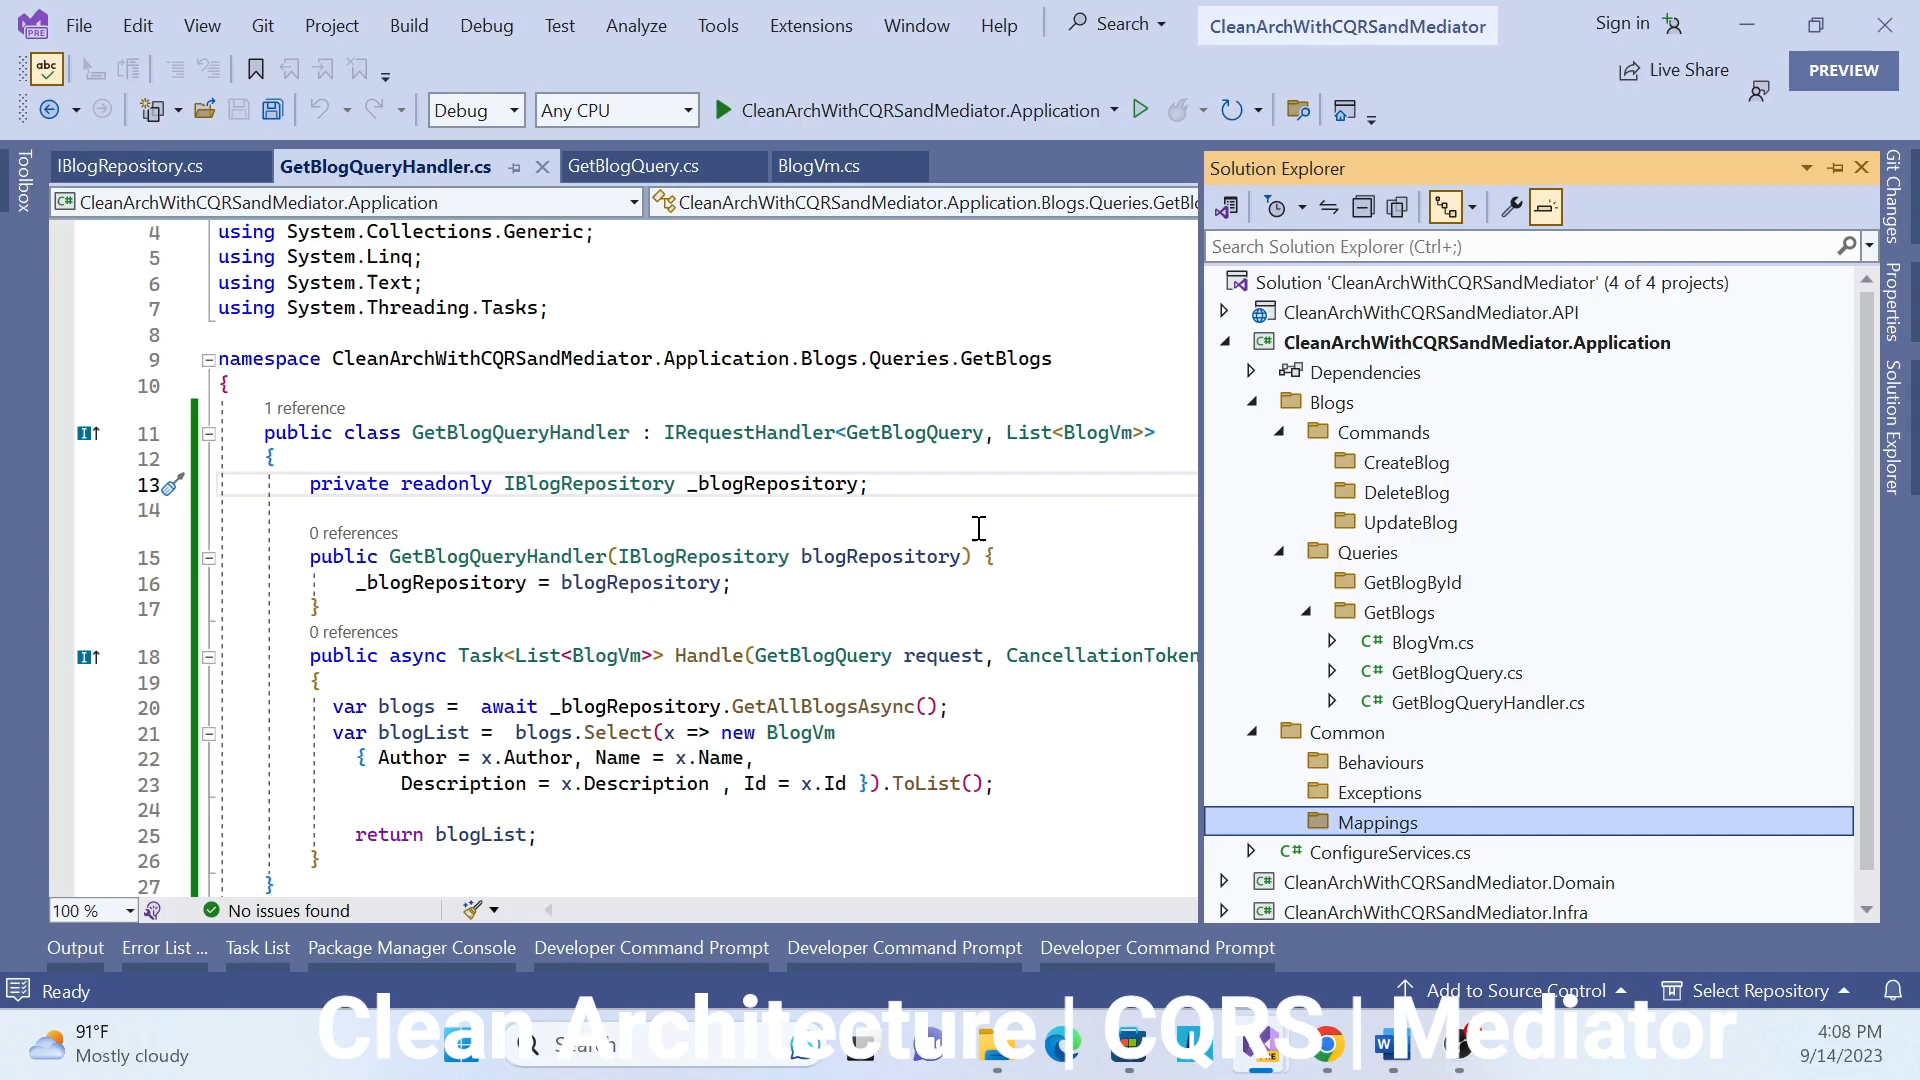 File Edit View Git Project Build Debug Test Analyze Tools Extensions Window Help Search CleanArchWithCQRSandMediator Sign in
Live Share PREVIEW
Debug Any CPU CleanArchWithCQRSandMediator.Application
Toolbox
IBlogRepository.cs GetBlogQueryHandler.cs GetBlogQuery.cs BlogVm.cs
CleanArchWithCQRSandMediator.Application CleanArchWithCQRSandMediator.Application.Blogs.Queries.GetBlo
4 using System.Collections.Generic;
5 using System.Linq;
6 using System.Text;
7 using System.Threading.Tasks;
8
9 namespace CleanArchWithCQRSandMediator.Application.Blogs.Queries.GetBlogs
10 {
1 reference
11 public class GetBlogQueryHandler : IRequestHandler<GetBlogQuery, List<BlogVm>>
12 {
13 private readonly IBlogRepository _blogRepository;
14
0 references
15 public GetBlogQueryHandler(IBlogRepository blogRepository) {
16 _blogRepository = blogRepository;
17 }
0 references
18 public async Task<List<BlogVm>> Handle(GetBlogQuery request, CancellationToken
19 {
20 var blogs = await _blogRepository.GetAllBlogsAsync();
21 var blogList = blogs.Select(x => new BlogVm
22 { Author = x.Author, Name = x.Name,
23 Description = x.Description , Id = x.Id }).ToList();
24
25 return blogList;
26 }
27 }
100 % No issues found
Solution Explorer
Search Solution Explorer (Ctrl+;)
Solution 'CleanArchWithCQRSandMediator' (4 of 4 projects)
CleanArchWithCQRSandMediator.API
CleanArchWithCQRSandMediator.Application
Dependencies
Blogs
Commands
CreateBlog
DeleteBlog
UpdateBlog
Queries
GetBlogById
GetBlogs
C# BlogVm.cs
C# GetBlogQuery.cs
C# GetBlogQueryHandler.cs
Common
Behaviours
Exceptions
Mappings
C# ConfigureServices.cs
CleanArchWithCQRSandMediator.Domain
CleanArchWithCQRSandMediator.Infra
Git Changes
Properties
Solution Explorer
Output Error List ... Task List Package Manager Console Developer Command Prompt Developer Command Prompt Developer Command Prompt
Ready Add to Source Control Select Repository
Clean Architecture | CQRS | Mediator
91°F
Mostly cloudy
Search
4:08 PM
9/14/2023